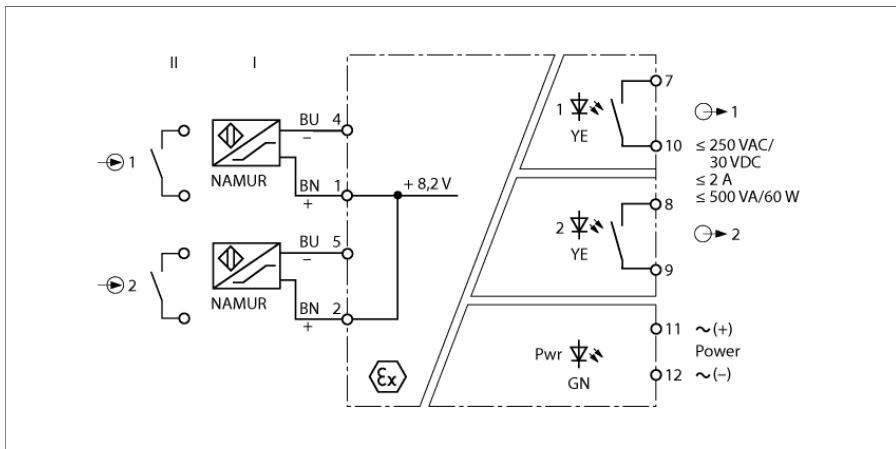 II I
1
NAMUR
BU 4
–
BN 1
+
+ 8,2 V
2
NAMUR
BU 5
–
BN 2
+
Ex
1
YE
7
10
1
≤ 250 VAC/
30 VDC
≤ 2 A
≤ 500 VA/60 W
2
YE
8
9
2
Pwr
GN
11 ~ (+)
Power
12 ~ (–)